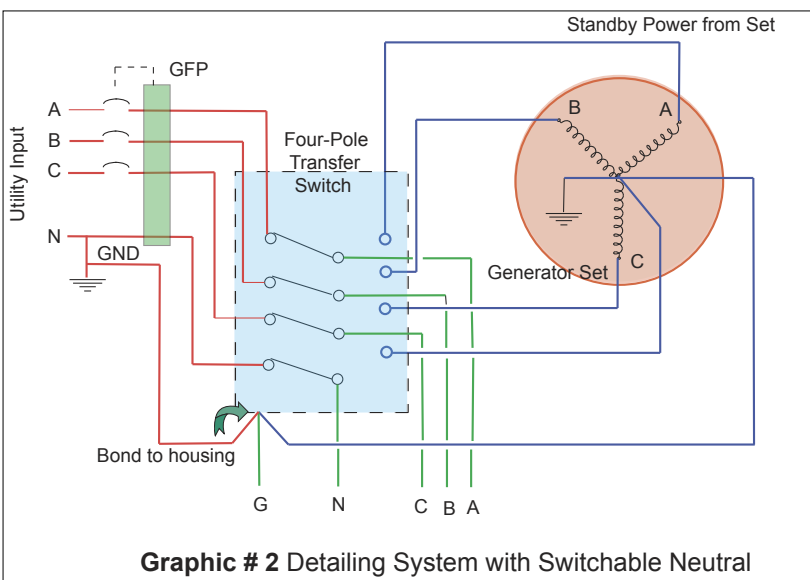 Standby Power from Set
GFP
A
B
C
N
Utility Input
GND
Four-Pole
Transfer
Switch
B
A
C
Generator Set
Bond to housing
G
N
C
B
A
Graphic # 2 Detailing System with Switchable Neutral